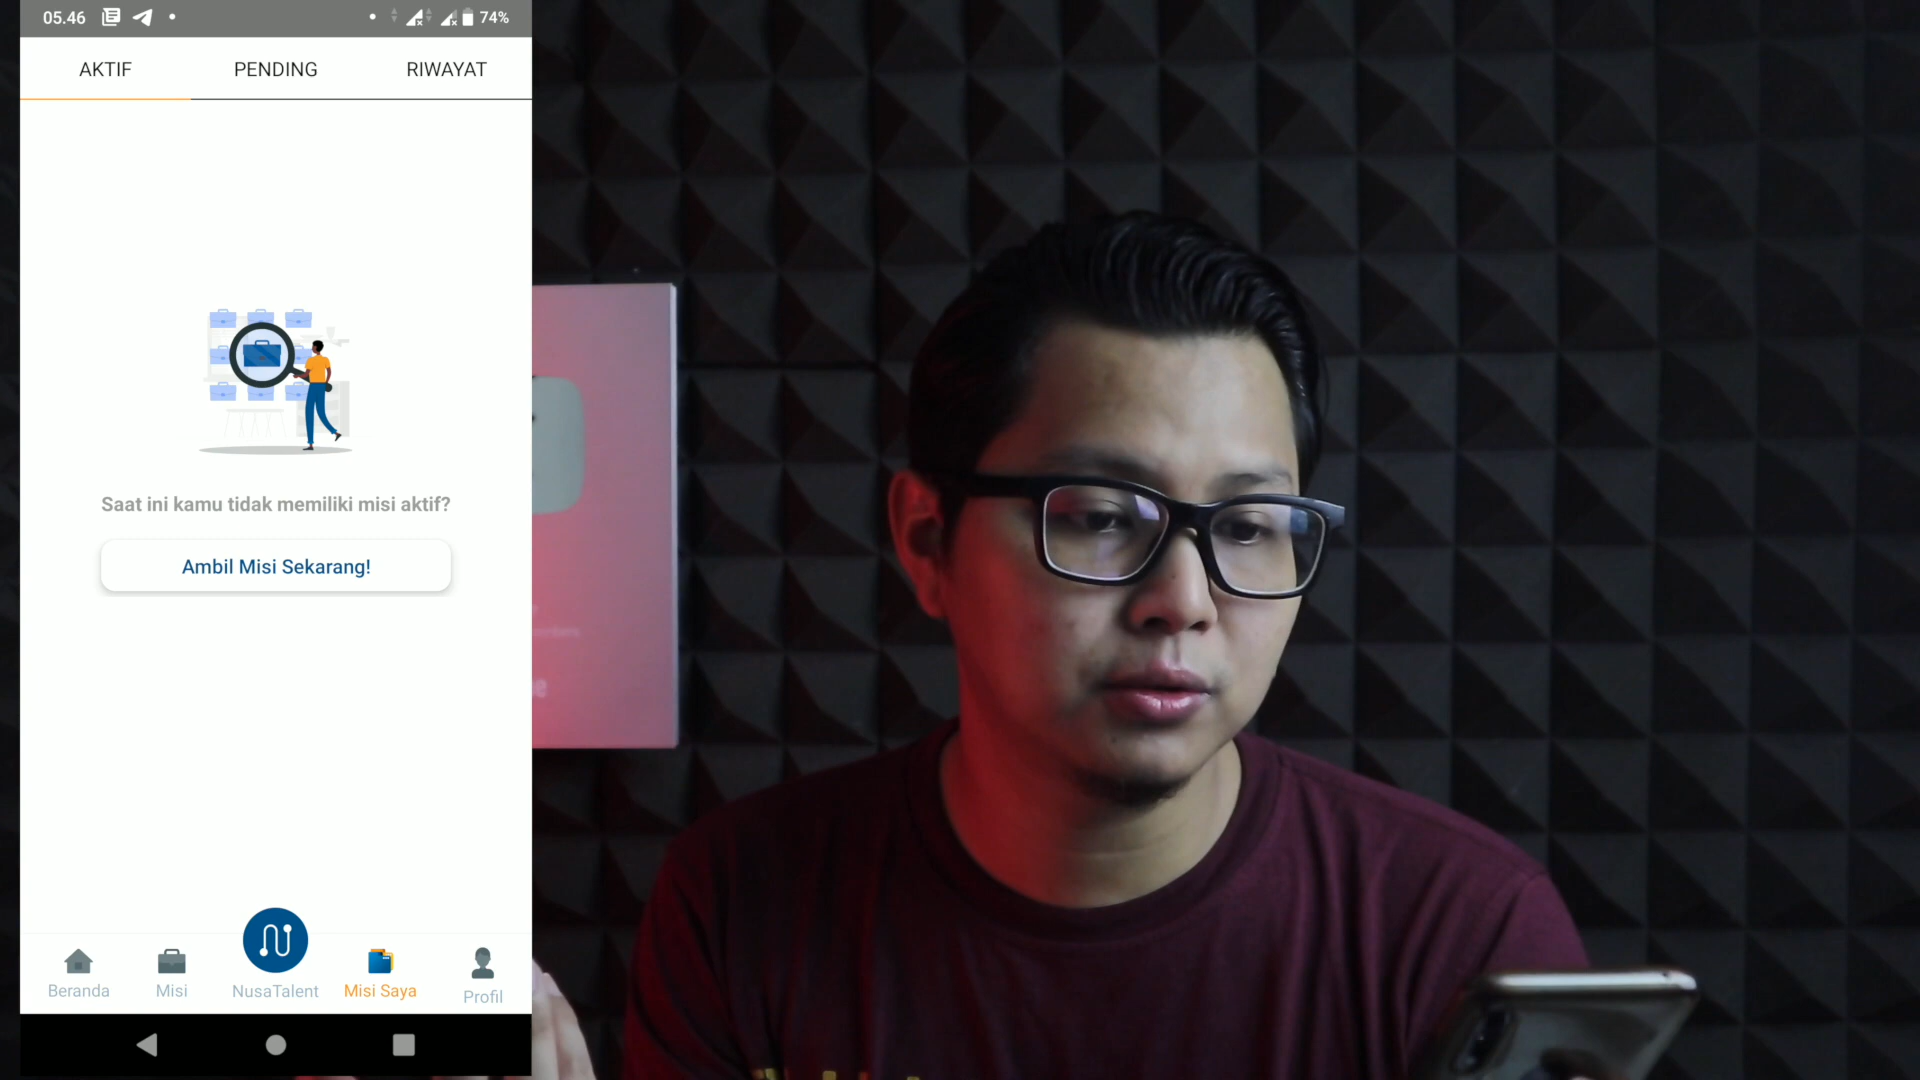 05.46
74%
AKTIF PENDING RIWAYAT
Saat ini kamu tidak memiliki misi aktif?
Ambil Misi Sekarang!
Beranda Misi NusaTalent Misi Saya Profil